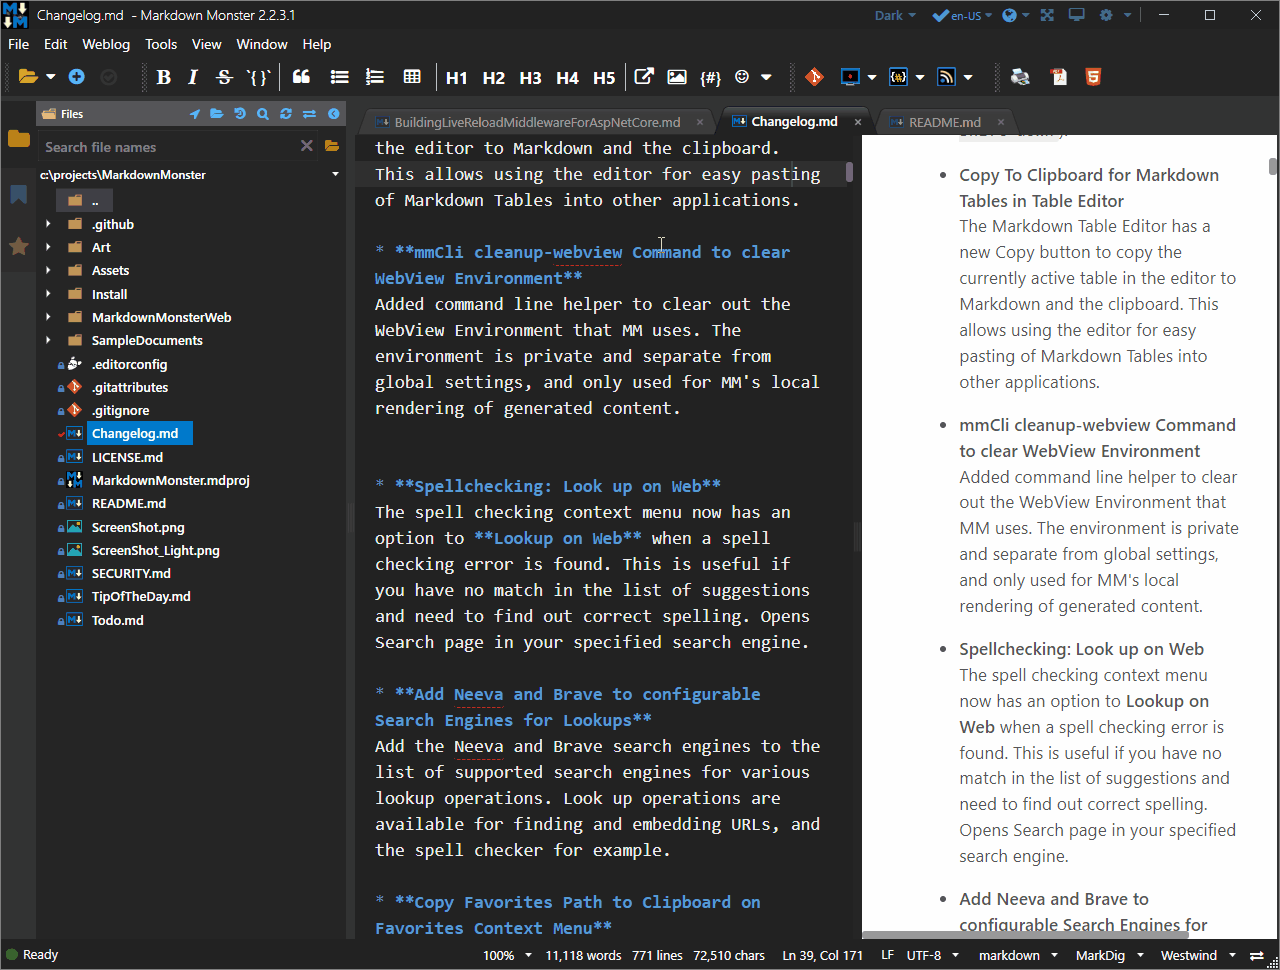 Changelog.md - Markdown Monster 2.2.3.1
Dark
en-US
File Edit Weblog Tools View Window Help
B I S `{}` H1 H2 H3 H4 H5 {#}
Files
Search file names
c:\projects\MarkdownMonster
..
.github
Art
Assets
Install
MarkdownMonsterWeb
SampleDocuments
.editorconfig
.gitattributes
.gitignore
Changelog.md
LICENSE.md
MarkdownMonster.mdproj
README.md
ScreenShot.png
ScreenShot_Light.png
SECURITY.md
TipOfTheDay.md
Todo.md
BuildingLiveReloadMiddlewareForAspNetCore.md
Changelog.md
README.md
the editor to Markdown and the clipboard.
This allows using the editor for easy pasting
of Markdown Tables into other applications.
* **mmCli cleanup-webview Command to clear
WebView Environment**
Added command line helper to clear out the
WebView Environment that MM uses. The
environment is private and separate from
global settings, and only used for MM's local
rendering of generated content.
* **Spellchecking: Look up on Web**
The spell checking context menu now has an
option to **Lookup on Web** when a spell
checking error is found. This is useful if
you have no match in the list of suggestions
and need to find out correct spelling. Opens
Search page in your specified search engine.
* **Add Neeva and Brave to configurable
Search Engines for Lookups**
Add the Neeva and Brave search engines to the
list of supported search engines for various
lookup operations. Look up operations are
available for finding and embedding URLs, and
the spell checker for example.
* **Copy Favorites Path to Clipboard on
Favorites Context Menu**
• Copy To Clipboard for Markdown
Tables in Table Editor
The Markdown Table Editor has a
new Copy button to copy the
currently active table in the editor to
Markdown and the clipboard. This
allows using the editor for easy
pasting of Markdown Tables into
other applications.
• mmCli cleanup-webview Command
to clear WebView Environment
Added command line helper to clear
out the WebView Environment that
MM uses. The environment is private
and separate from global settings,
and only used for MM's local
rendering of generated content.
• Spellchecking: Look up on Web
The spell checking context menu
now has an option to Lookup on
Web when a spell checking error is
found. This is useful if you have no
match in the list of suggestions and
need to find out correct spelling.
Opens Search page in your specified
search engine.
• Add Neeva and Brave to
configurable Search Engines for
Ready
100% 11,118 words 771 lines 72,510 chars Ln 39, Col 171 LF UTF-8 markdown MarkDig Westwind